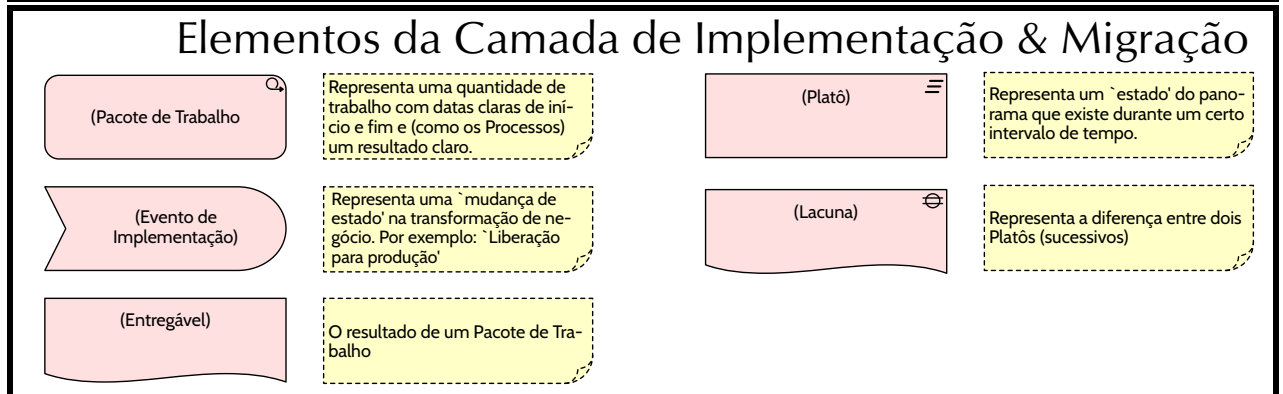 Elementos da Camada de Implementação & Migração
(Pacote de Trabalho
Representa uma quantidade de
trabalho com datas claras de iní-
cio e fim e (como os Processos)
um resultado claro.
(Platô)
Representa um `estado' do pano-
rama que existe durante um certo
intervalo de tempo.
(Evento de
Implementação)
Representa uma `mudança de
estado' na transformação de ne-
gócio. Por exemplo: `Liberação
para produção'
(Lacuna)
Representa a diferença entre dois
Platôs (sucessivos)
(Entregável)
O resultado de um Pacote de Tra-
balho